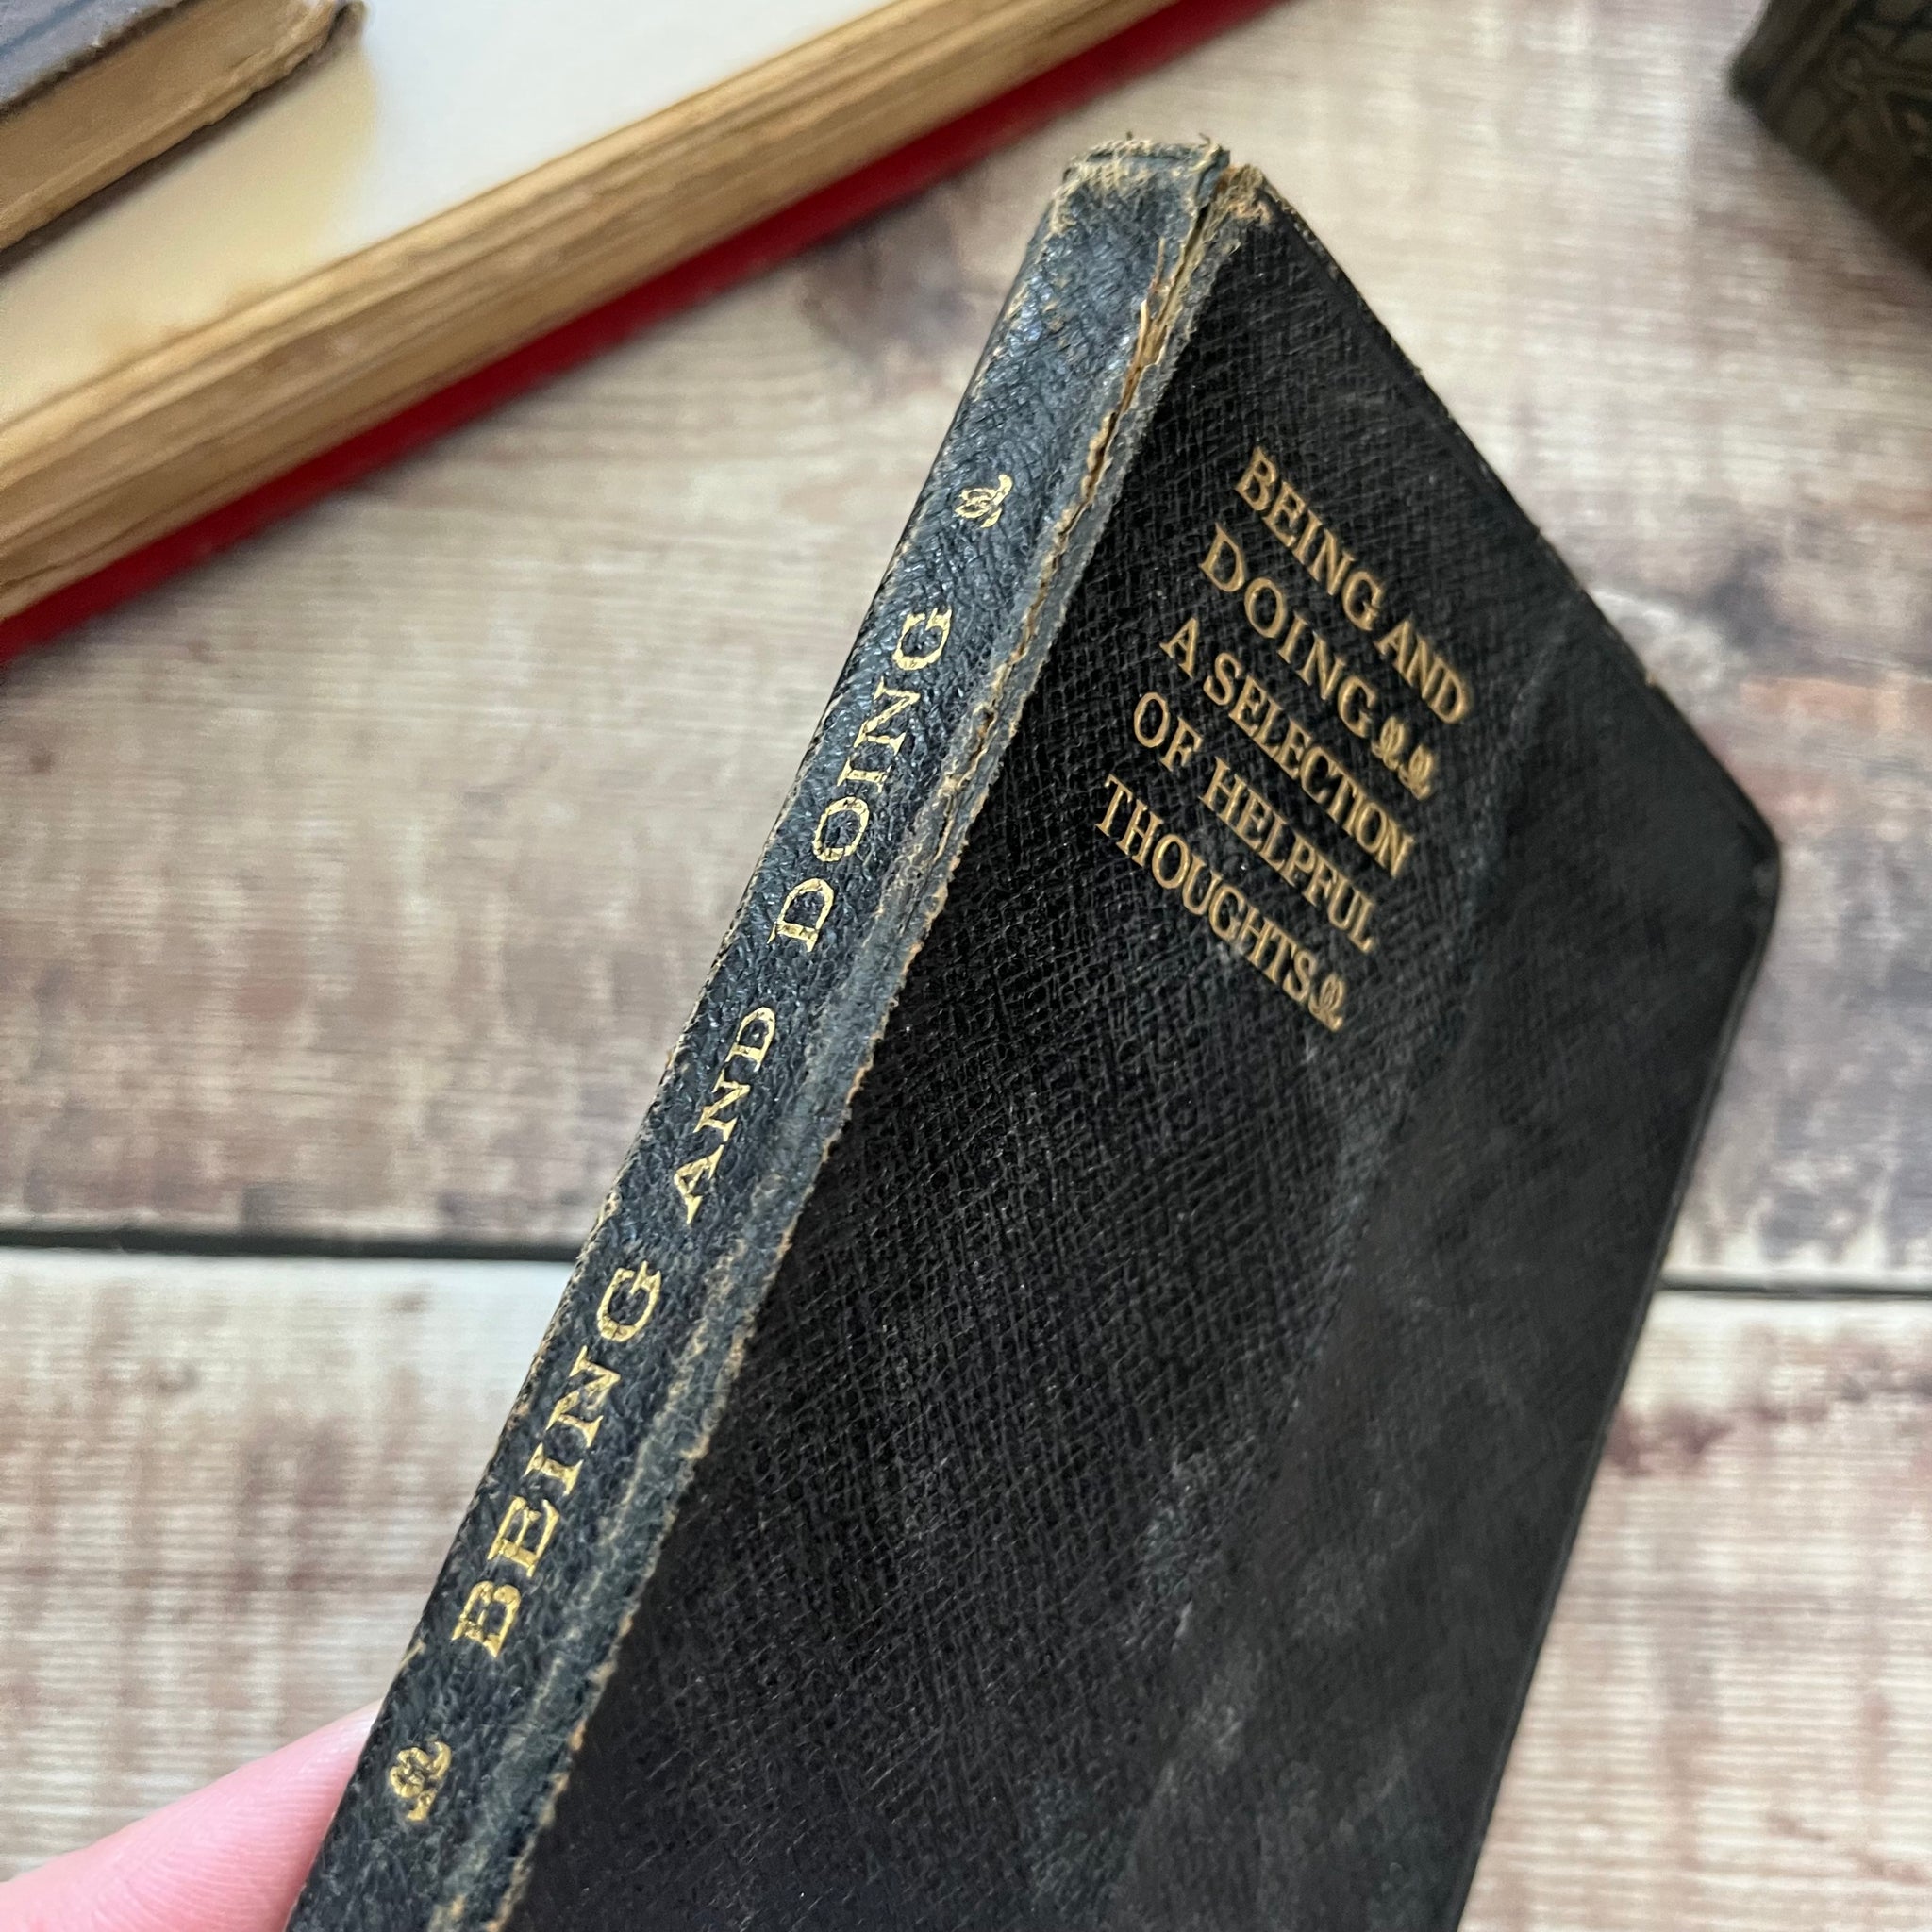 BEING AND DOING
BEING AND
DOING
A SELECTION
OF HELPFUL
THOUGHTS